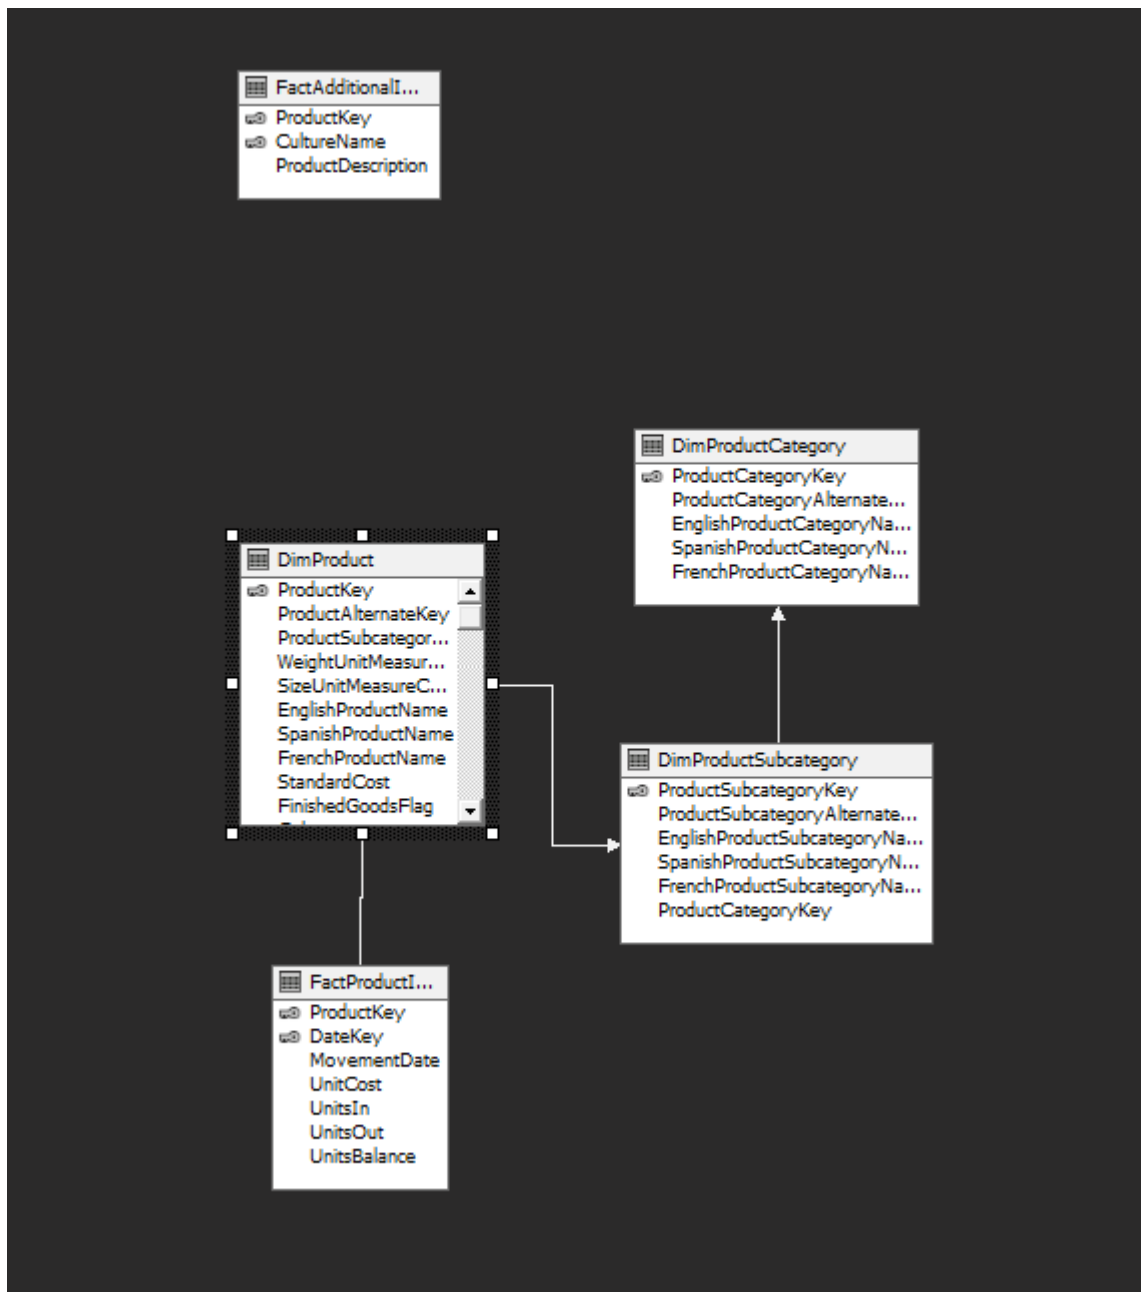 FactAdditionalI...
ProductKey
CultureName
ProductDescription
DimProductCategory
ProductCategoryKey
ProductCategoryAlternate...
EnglishProductCategoryNa...
SpanishProductCategoryN...
FrenchProductCategoryNa...
DimProduct
ProductKey
ProductAlternateKey
ProductSubcategor...
WeightUnitMeasur...
SizeUnitMeasureC...
EnglishProductName
SpanishProductName
FrenchProductName
StandardCost
FinishedGoodsFlag
DimProductSubcategory
ProductSubcategoryKey
ProductSubcategoryAlternate...
EnglishProductSubcategoryNa...
SpanishProductSubcategoryN...
FrenchProductSubcategoryNa...
ProductCategoryKey
FactProductI...
ProductKey
DateKey
MovementDate
UnitCost
UnitsIn
UnitsOut
UnitsBalance